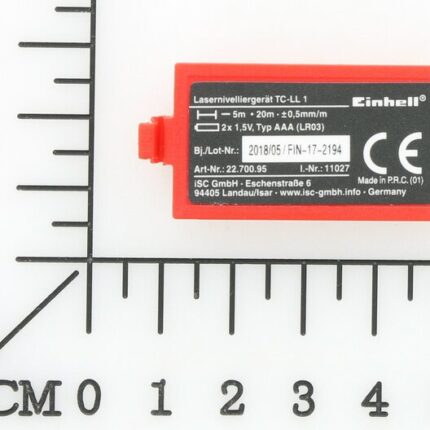 Lasernivelliergerät TC-LL 1
Einhell®
5m • 20m • ±0,5mm/m
2x 1,5V, Typ AAA (LR03)
Bj./Lot-Nr.: 2018/05 / FIN-17-2194
CE
Art-Nr.: 22.700.95 I.-Nr.: 11027
Made in P.R.C. (01)
iSC GmbH · Eschenstraße 6
94405 Landau/Isar · www.isc-gmbh.info · Germany
CM 0 1 2 3 4